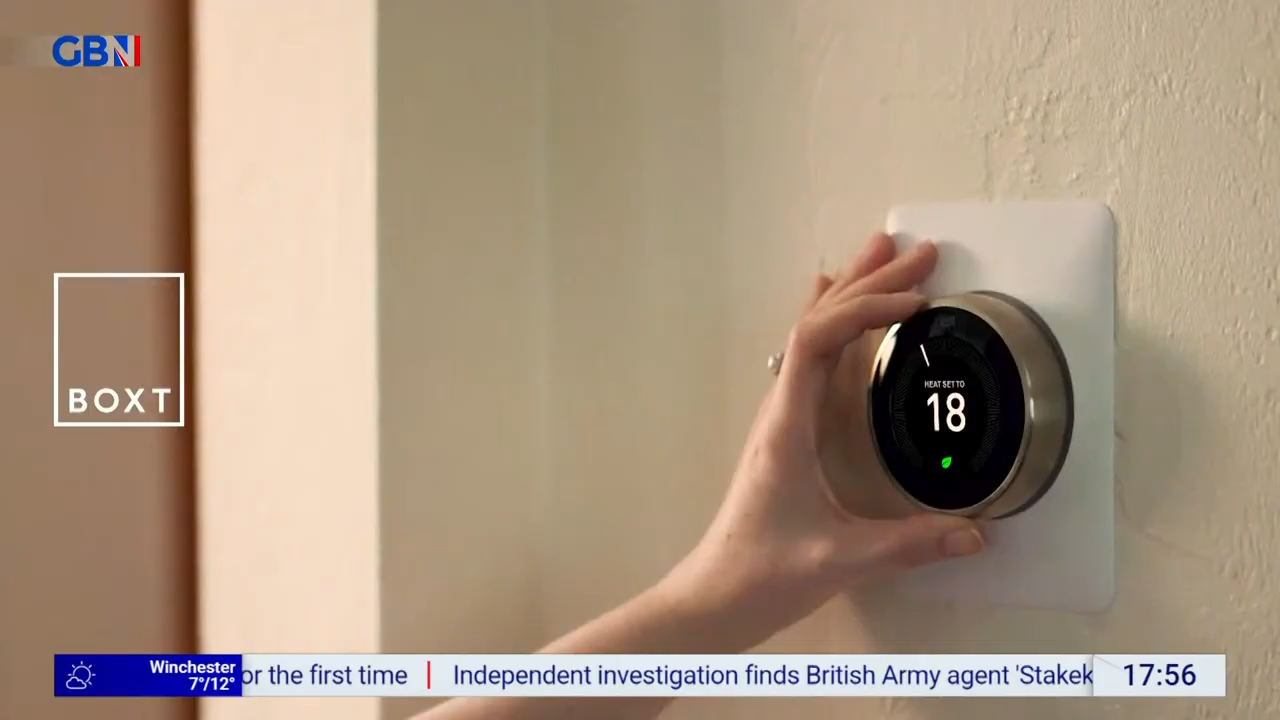 GBN
BOXT
HEAT SET TO
18
Winchester
7°/12°
or the first time | Independent investigation finds British Army agent 'Stakek
17:56